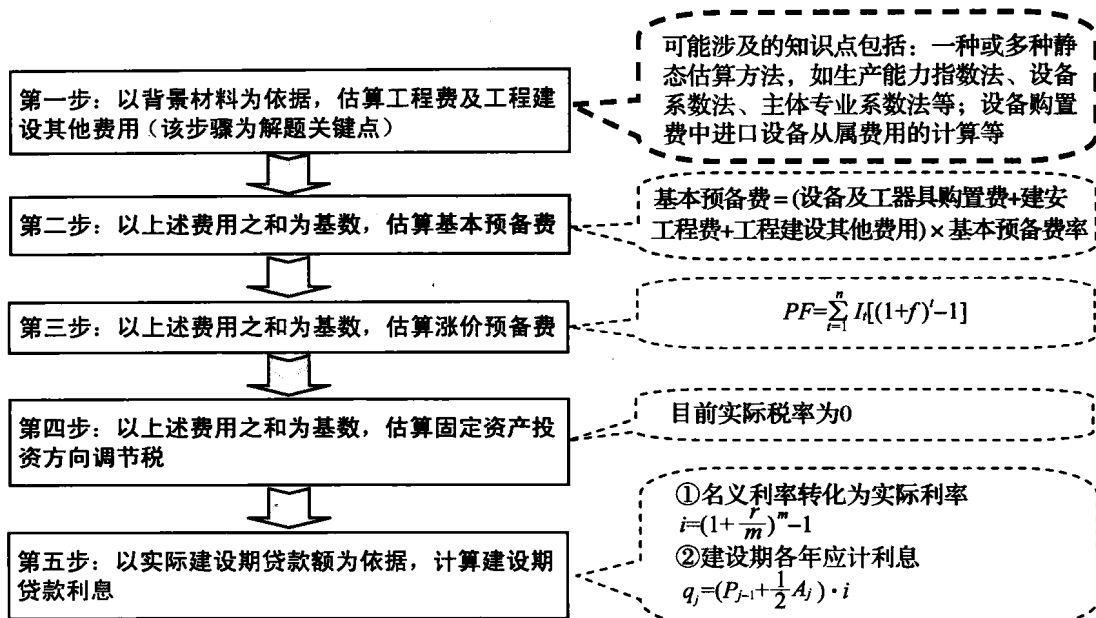 可能涉及的知识点包括：一种或多种静
态估算方法，如生产能力指数法、设备
系数法、主体专业系数法等；设备购置
费中进口设备从属费用的计算等
第一步：以背景材料为依据，估算工程费及工程建
设其他费用（该步骤为解题关键点）
第二步：以上述费用之和为基数，估算基本预备费
基本预备费＝(设备及工器具购置费+建安
工程费+工程建设其他费用)×基本预备费率
第三步：以上述费用之和为基数，估算涨价预备费
PF=∑_{t=1}^{n} I_t[(1+f)^t−1]
第四步：以上述费用之和为基数，估算固定资产投
资方向调节税
目前实际税率为0
第五步：以实际建设期贷款额为依据，计算建设期
贷款利息
①名义利率转化为实际利率
i=(1+r/m)^m−1
②建设期各年应计利息
q_j=(P_{j−1}+1/2 A_j)·i